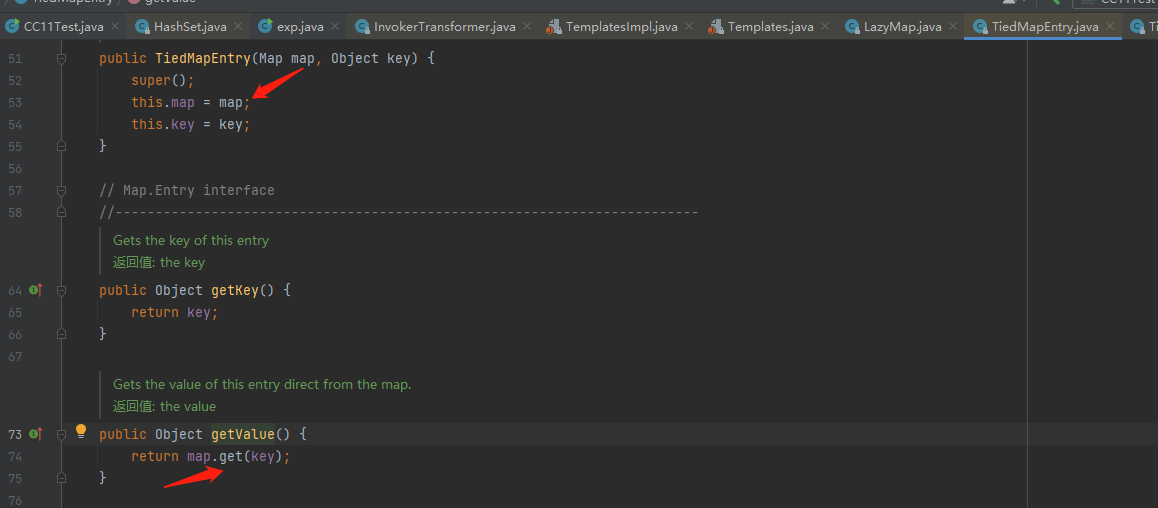 TiedMapEntry getValue
CC11Test.java HashSet.java exp.java InvokerTransformer.java TemplatesImpl.java Templates.java LazyMap.java TiedMapEntry.java
51 public TiedMapEntry(Map map, Object key) {
52 super();
53 this.map = map;
54 this.key = key;
55 }
56
57 // Map.Entry interface
58 //-------------------------------------------------------------------------
Gets the key of this entry
返回值: the key
64 public Object getKey() {
65 return key;
66 }
67
Gets the value of this entry direct from the map.
返回值: the value
73 public Object getValue() {
74 return map.get(key);
75 }
76